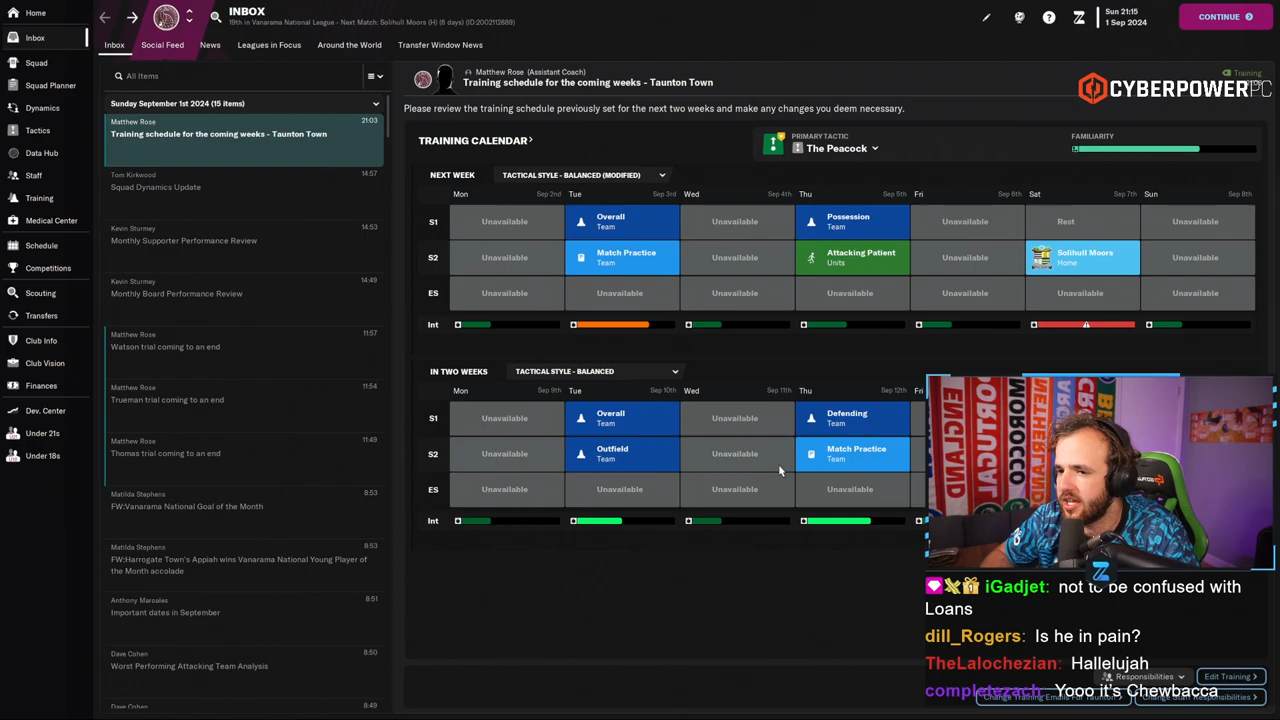 Home
Inbox
Squad
Squad Planner
Dynamics
Tactics
Data Hub
Staff
Training
Medical Center
Schedule
Competitions
Scouting
Transfers
Club Info
Club Vision
Finances
Dev. Center
Under 21s
Under 18s
INBOX
19th in Vanarama National League - Next Match: Solihull Moors (H) (6 days) (ID:2002112889)
Sun 21:15
1 Sep 2024
CONTINUE
Inbox Social Feed News Leagues in Focus Around the World Transfer Window News
All Items
Sunday September 1st 2024 (15 items)
Matthew Rose 21:03
Training schedule for the coming weeks - Taunton Town
Tom Kirkwood 14:57
Squad Dynamics Update
Kevin Sturmey 14:53
Monthly Supporter Performance Review
Kevin Sturmey 14:49
Monthly Board Performance Review
Matthew Rose 11:57
Watson trial coming to an end
Matthew Rose 11:54
Trueman trial coming to an end
Matthew Rose 11:49
Thomas trial coming to an end
Matilda Stephens 8:53
FW:Vanarama National Goal of the Month
Matilda Stephens 8:53
FW:Harrogate Town's Appiah wins Vanarama National Young Player of
the Month accolade
Anthony Maroales 8:51
Important dates in September
Dave Cohen 8:50
Worst Performing Attacking Team Analysis
Dave Cohen 8:49
Matthew Rose (Assistant Coach)
Training schedule for the coming weeks - Taunton Town
Training
CYBERPOWERPC
Please review the training schedule previously set for the next two weeks and make any changes you deem necessary.
TRAINING CALENDAR
PRIMARY TACTIC
The Peacock
FAMILIARITY
NEXT WEEK TACTICAL STYLE - BALANCED (MODIFIED)
Mon Sep 2nd Tue Sep 3rd Wed Sep 4th Thu Sep 5th Fri Sep 6th Sat Sep 7th Sun Sep 8th
S1 Unavailable Overall Team Unavailable Possession Team Unavailable Rest Unavailable
S2 Unavailable Match Practice Team Unavailable Attacking Patient Units Unavailable Solihull Moors Home Unavailable
ES Unavailable Unavailable Unavailable Unavailable Unavailable Unavailable Unavailable
Int
IN TWO WEEKS TACTICAL STYLE - BALANCED
Mon Sep 9th Tue Sep 10th Wed Sep 11th Thu Sep 12th Fri
S1 Unavailable Overall Team Unavailable Defending Team
S2 Unavailable Outfield Team Unavailable Match Practice Team
ES Unavailable Unavailable Unavailable Unavailable
Int
ENGLAND
MOROCCO
iGadjet: not to be confused with
Loans
dill_Rogers: Is he in pain?
TheLalochezian: Hallelujah
completezach: Yooo it's Chewbacca
Responsibilities
Edit Training
Change Training Emails For Taunton
Change Staff Responsibilities